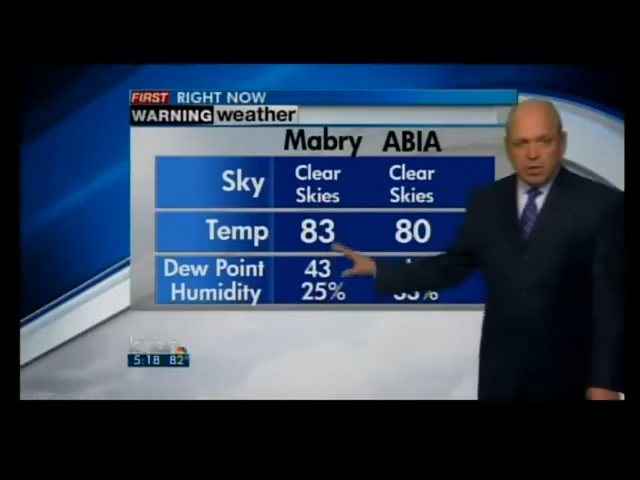 FIRST RIGHT NOW
WARNING weather
Mabry ABIA
Sky Clear Skies Clear Skies
Temp 83 80
Dew Point 43
Humidity 25%
5:18 82°